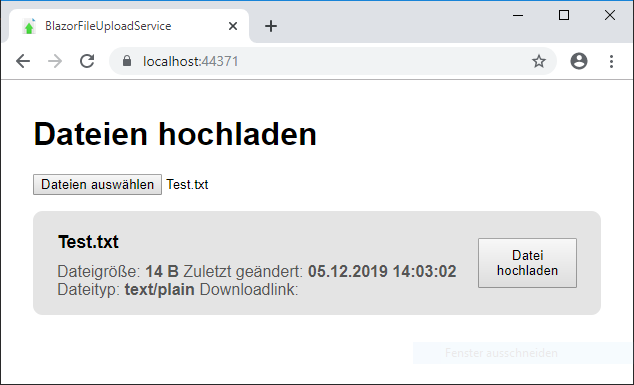 BlazorFileUploadService
localhost:44371
Dateien hochladen
Dateien auswählen Test.txt
Test.txt
Dateigröße: 14 B Zuletzt geändert: 05.12.2019 14:03:02
Dateityp: text/plain Downloadlink:
Datei
hochladen
Fenster ausschneiden